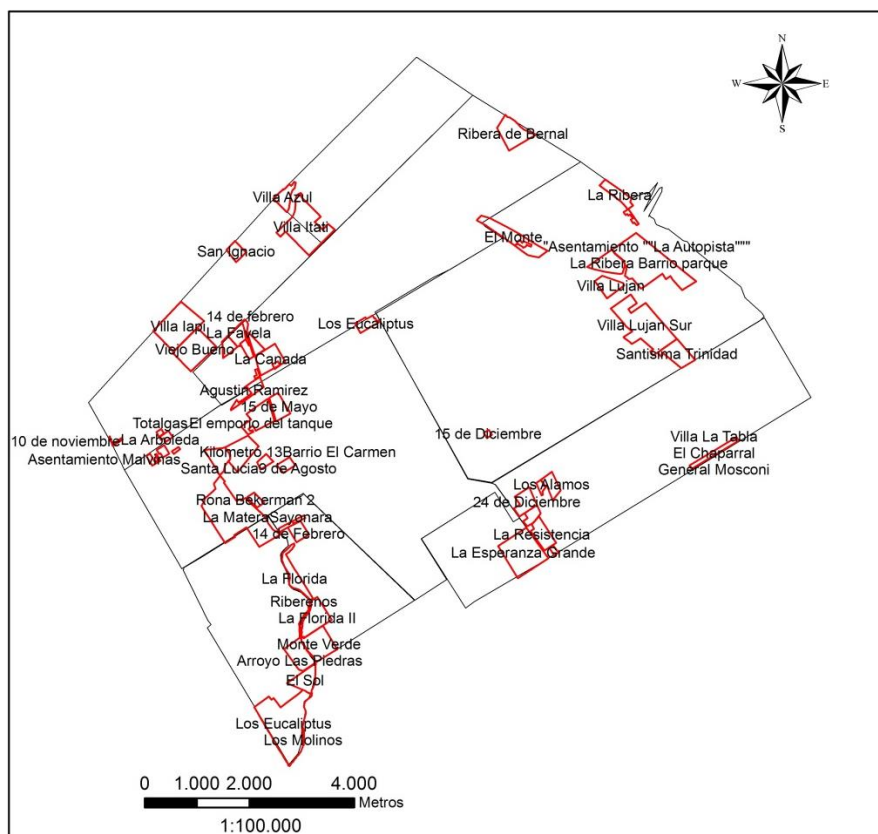 N
W
E
S
Ribera de Bernal
La Ribera
Villa Azul
Villa Itati
El Monte
"Asentamiento ""La Autopista"""
San Ignacio
La Ribera Barrio parque
Villa Lujan
14 de febrero
Villa Iapi
La Favela
Los Eucaliptus
Villa Lujan Sur
Viejo Bueno
La Canada
Santisima Trinidad
Agustin Ramirez
15 de Mayo
Totalgas
El emporio del tanque
15 de Diciembre
10 de noviembre
La Arboleda
Villa La Tabla
Kilometro 13
Barrio El Carmen
El Chaparral
Asentamiento Malvinas
Santa Lucia
8 de Agosto
General Mosconi
Los Alamos
Rona Bekerman 2
24 de Diciembre
La Matera
Sayonara
14 de Febrero
La Resistencia
La Esperanza Grande
La Florida
Riberenos
La Florida II
Monte Verde
Arroyo Las Piedras
El Sol
Los Eucaliptus
Los Molinos
0 1.000 2.000 4.000
Metros
1:100.000